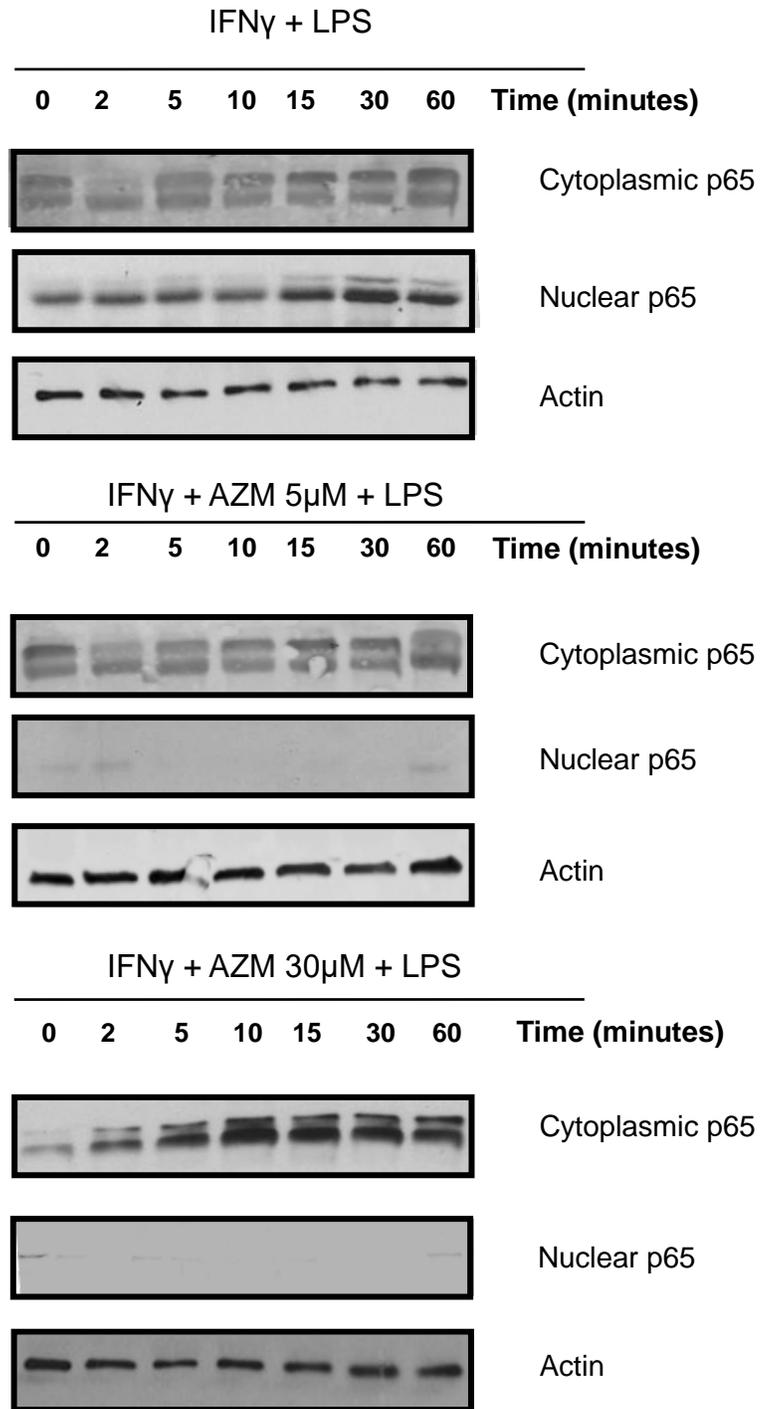 IFNγ + LPS
0 2 5 10 15 30 60 Time (minutes)
Cytoplasmic p65
Nuclear p65
Actin
IFNγ + AZM 5μM + LPS
0 2 5 10 15 30 60 Time (minutes)
Cytoplasmic p65
Nuclear p65
Actin
IFNγ + AZM 30μM + LPS
0 2 5 10 15 30 60 Time (minutes)
Cytoplasmic p65
Nuclear p65
Actin